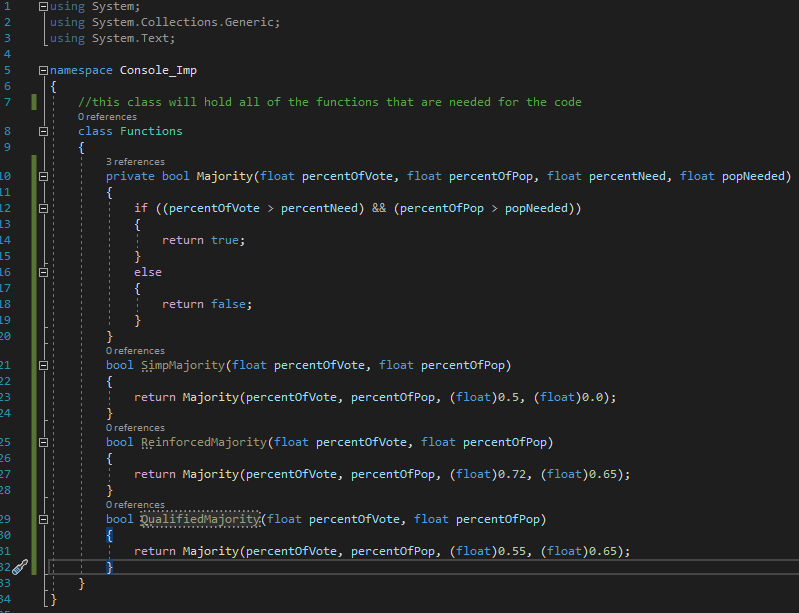 1 using System;
2 using System.Collections.Generic;
3 using System.Text;
4
5 namespace Console_Imp
6 {
7 //this class will hold all of the functions that are needed for the code
0 references
8 class Functions
9 {
3 references
10 private bool Majority(float percentOfVote, float percentOfPop, float percentNeed, float popNeeded)
11 {
12 if ((percentOfVote > percentNeed) && (percentOfPop > popNeeded))
13 {
14 return true;
15 }
16 else
17 {
18 return false;
19 }
20 }
0 references
21 bool SimpMajority(float percentOfVote, float percentOfPop)
22 {
23 return Majority(percentOfVote, percentOfPop, (float)0.5, (float)0.0);
24 }
0 references
25 bool ReinforcedMajority(float percentOfVote, float percentOfPop)
26 {
27 return Majority(percentOfVote, percentOfPop, (float)0.72, (float)0.65);
28 }
0 references
29 bool QualifiedMajority(float percentOfVote, float percentOfPop)
30 {
31 return Majority(percentOfVote, percentOfPop, (float)0.55, (float)0.65);
32 }
33 }
34 }